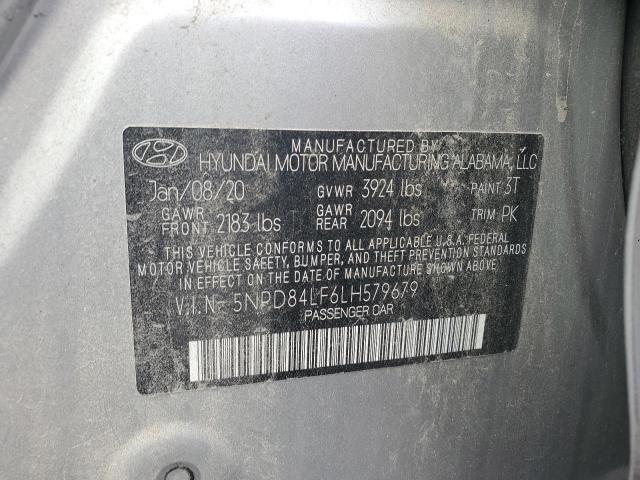 MANUFACTURED BY
HYUNDAI MOTOR MANUFACTURING ALABAMA, LLC
Jan/08/20 GVWR 3924 lbs PAINT 3T
GAWR FRONT 2183 lbs GAWR REAR 2094 lbs TRIM PK
THIS VEHICLE CONFORMS TO ALL APPLICABLE U.S.A. FEDERAL
MOTOR VEHICLE SAFETY, BUMPER, AND THEFT PREVENTION STANDARDS
IN EFFECT ON THE DATE OF MANUFACTURE SHOWN ABOVE.
V.I.N- 5NPD84LF6LH579679
PASSENGER CAR